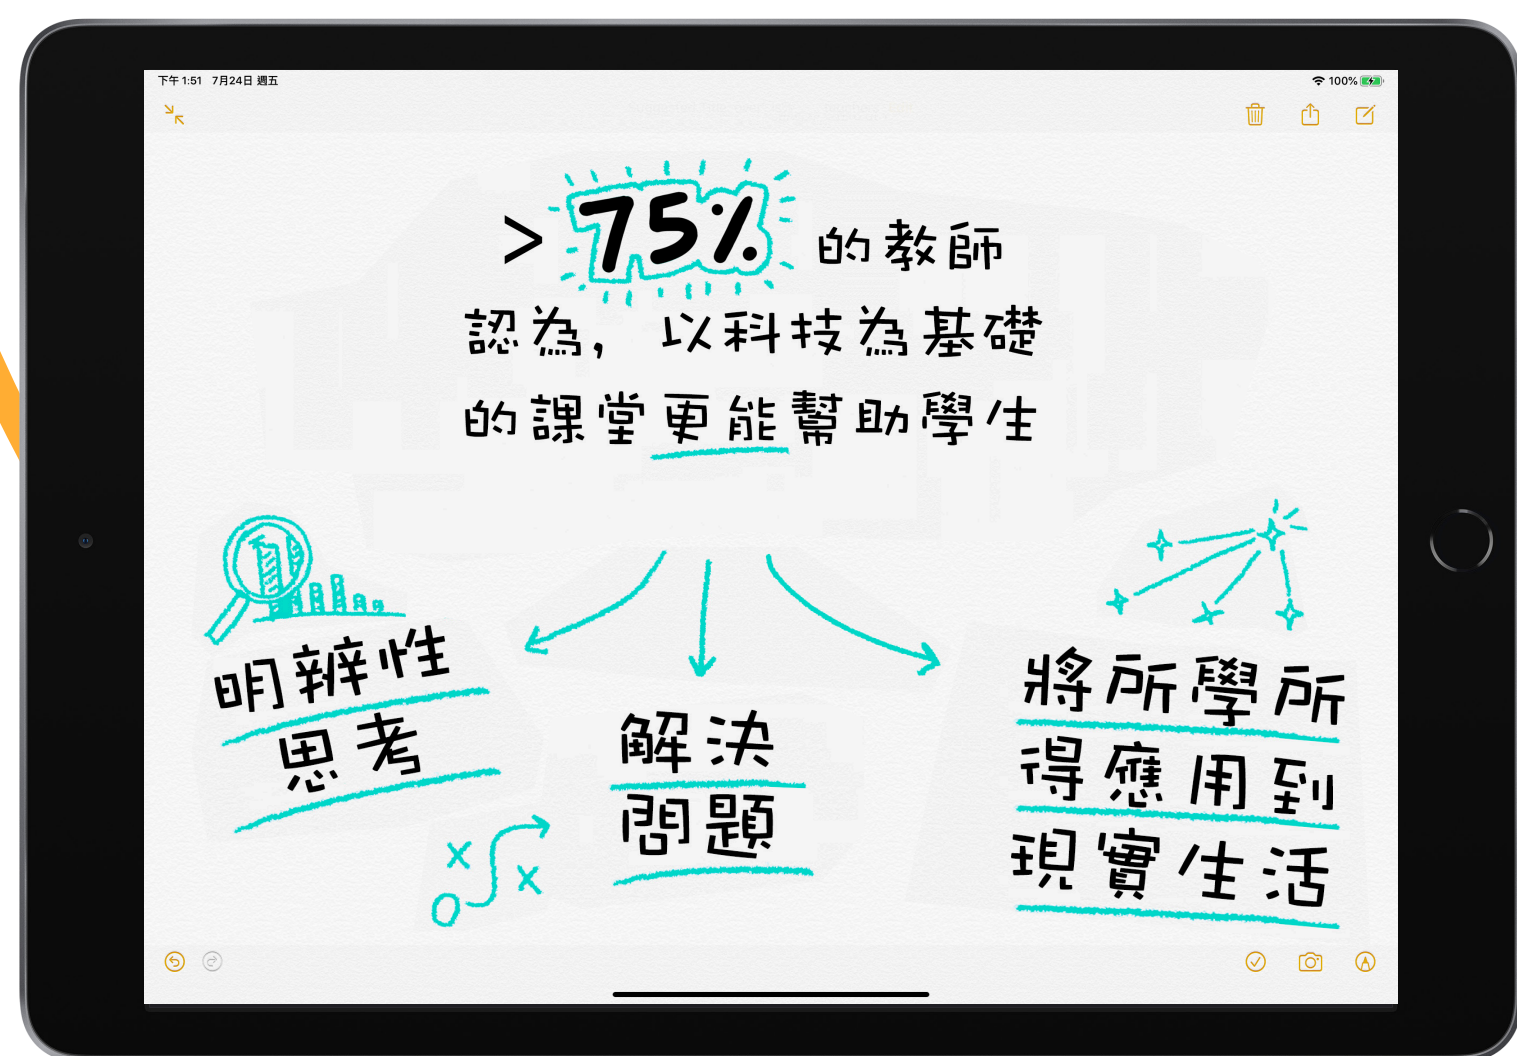 下午1:51 7月24日 週五
100%
> 75% 的教師
認為，以科技為基礎
的課堂更能幫助學生
明辨性
思考
解決
問題
將所學所
得應用到
現實生活